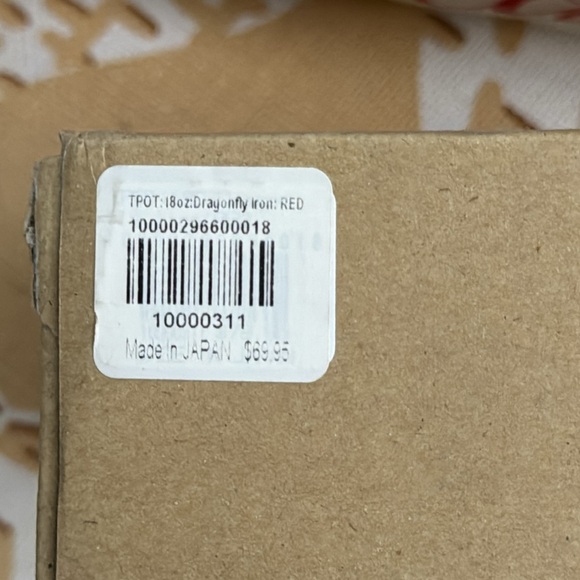 TPOT: 18oz:Dragonfly Iron: RED
10000296600018
10000311
Made In JAPAN $69.95